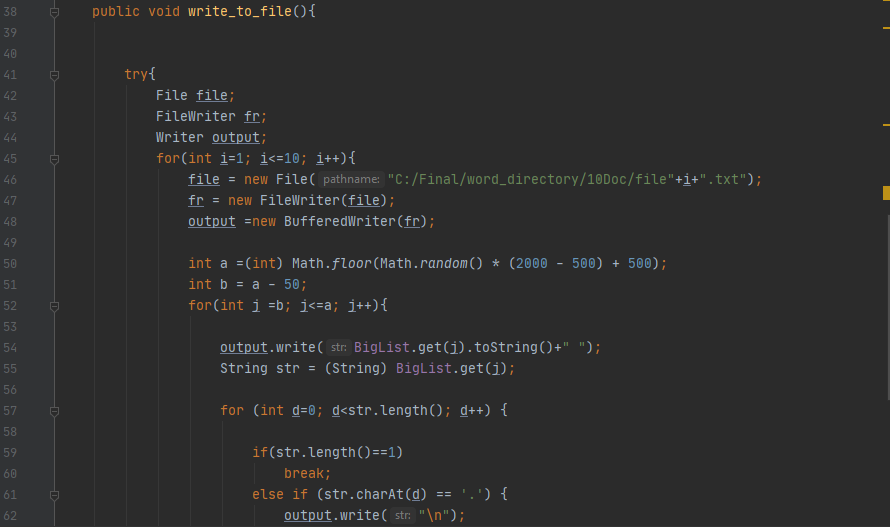 38 public void write_to_file(){
39
40
41 try{
42 File file;
43 FileWriter fr;
44 Writer output;
45 for(int i=1; i<=10; i++){
46 file = new File( pathname: "C:/Final/word_directory/10Doc/file"+i+".txt");
47 fr = new FileWriter(file);
48 output =new BufferedWriter(fr);
49
50 int a =(int) Math.floor(Math.random() * (2000 - 500) + 500);
51 int b = a - 50;
52 for(int j =b; j<=a; j++){
53
54 output.write( str: BigList.get(j).toString()+" ");
55 String str = (String) BigList.get(j);
56
57 for (int d=0; d<str.length(); d++) {
58
59 if(str.length()==1)
60 break;
61 else if (str.charAt(d) == '.') {
62 output.write( str: "\n");